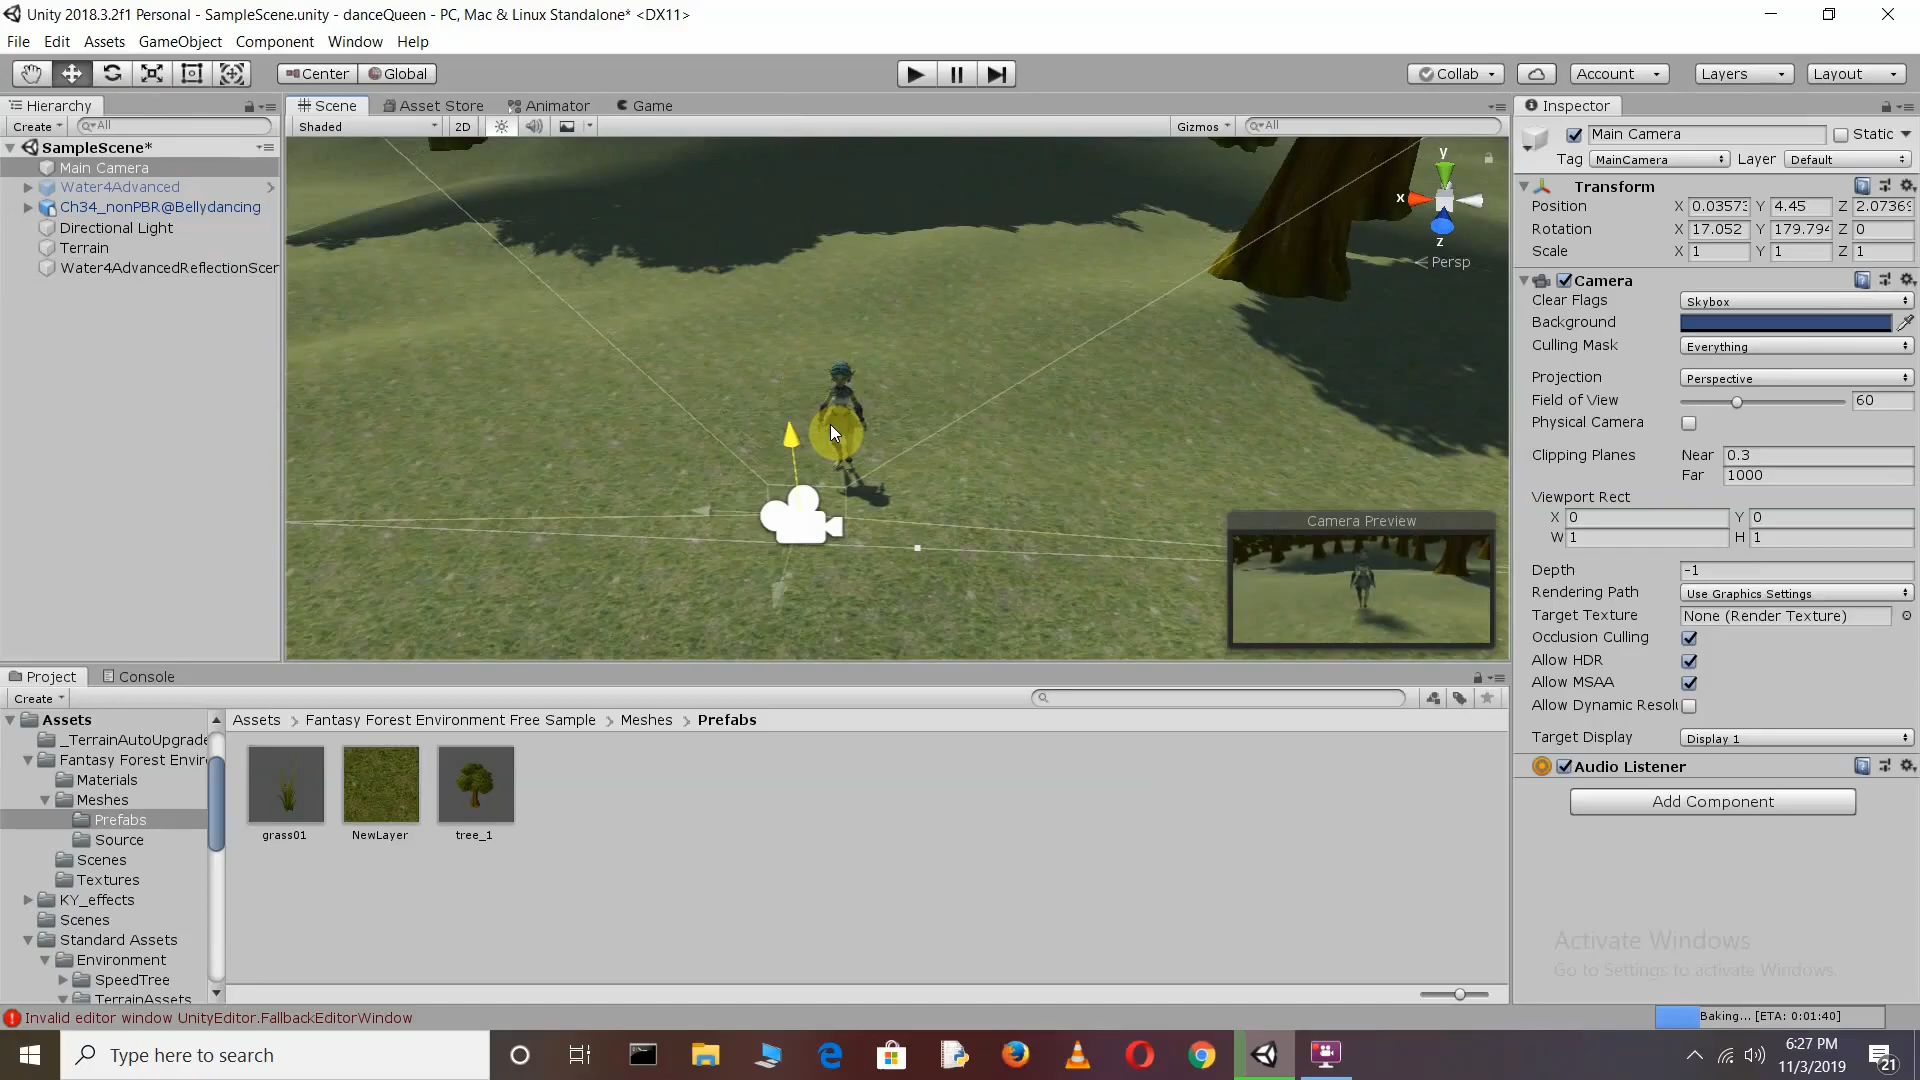 Unity 2018.3.2f1 Personal - SampleScene.unity - danceQueen - PC, Mac & Linux Standalone* <DX11>
File Edit Assets GameObject Component Window Help
Center Global Collab Account Layers Layout
Hierarchy
Create All
SampleScene*
Main Camera
Water4Advanced
Ch34_nonPBR@Bellydancing
Directional Light
Terrain
Water4AdvancedReflectionScer
Scene Asset Store Animator Game
Shaded 2D Gizmos All
y
x
z
Persp
Camera Preview
Inspector
Main Camera Static
Tag MainCamera Layer Default
Transform
Position X 0.03573 Y 4.45 Z 2.07369
Rotation X 17.052 Y 179.794 Z 0
Scale X 1 Y 1 Z 1
Camera
Clear Flags Skybox
Background
Culling Mask Everything
Projection Perspective
Field of View 60
Physical Camera
Clipping Planes Near 0.3
Far 1000
Viewport Rect
X 0 Y 0
W 1 H 1
Depth -1
Rendering Path Use Graphics Settings
Target Texture None (Render Texture)
Occlusion Culling
Allow HDR
Allow MSAA
Allow Dynamic Resolu
Target Display Display 1
Audio Listener
Add Component
Activate Windows
Go to Settings to activate Windows.
Project Console
Create
Assets
_TerrainAutoUpgrade
Fantasy Forest Envir
Materials
Meshes
Prefabs
Source
Scenes
Textures
KY_effects
Scenes
Standard Assets
Environment
SpeedTree
TerrainAssets
Assets > Fantasy Forest Environment Free Sample > Meshes > Prefabs
grass01 NewLayer tree_1
Invalid editor window UnityEditor.FallbackEditorWindow
Baking... [ETA: 0:01:40]
Type here to search
6:27 PM
11/3/2019
21